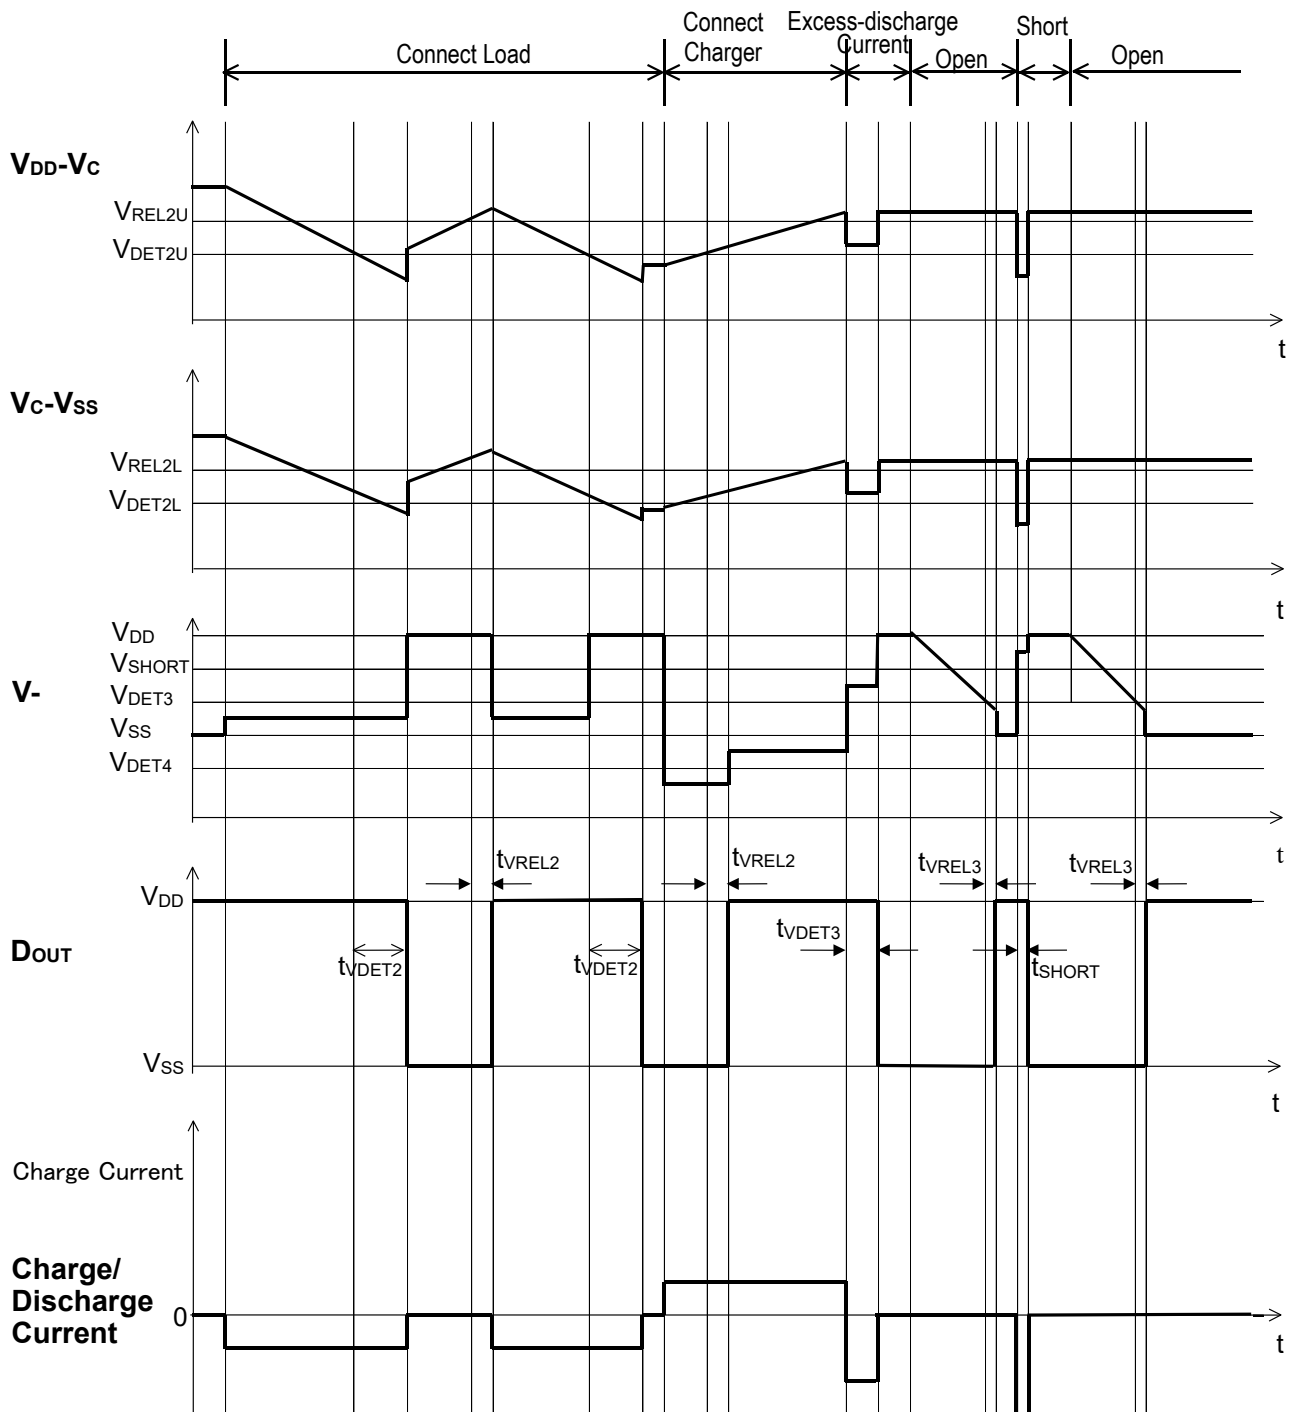 Connect Load
Connect
Charger
Excess-discharge
Current
Open
Short
Open
VDD-VC
VREL2U
VDET2U
t
VC-VSS
VREL2L
VDET2L
t
V-
VDD
VSHORT
VDET3
VSS
VDET4
t
DOUT
VDD
VSS
tVREL2
tVREL2
tVREL3
tVREL3
tVDET2
tVDET2
tVDET3
tSHORT
t
Charge Current
Charge/
Discharge
Current
0
t